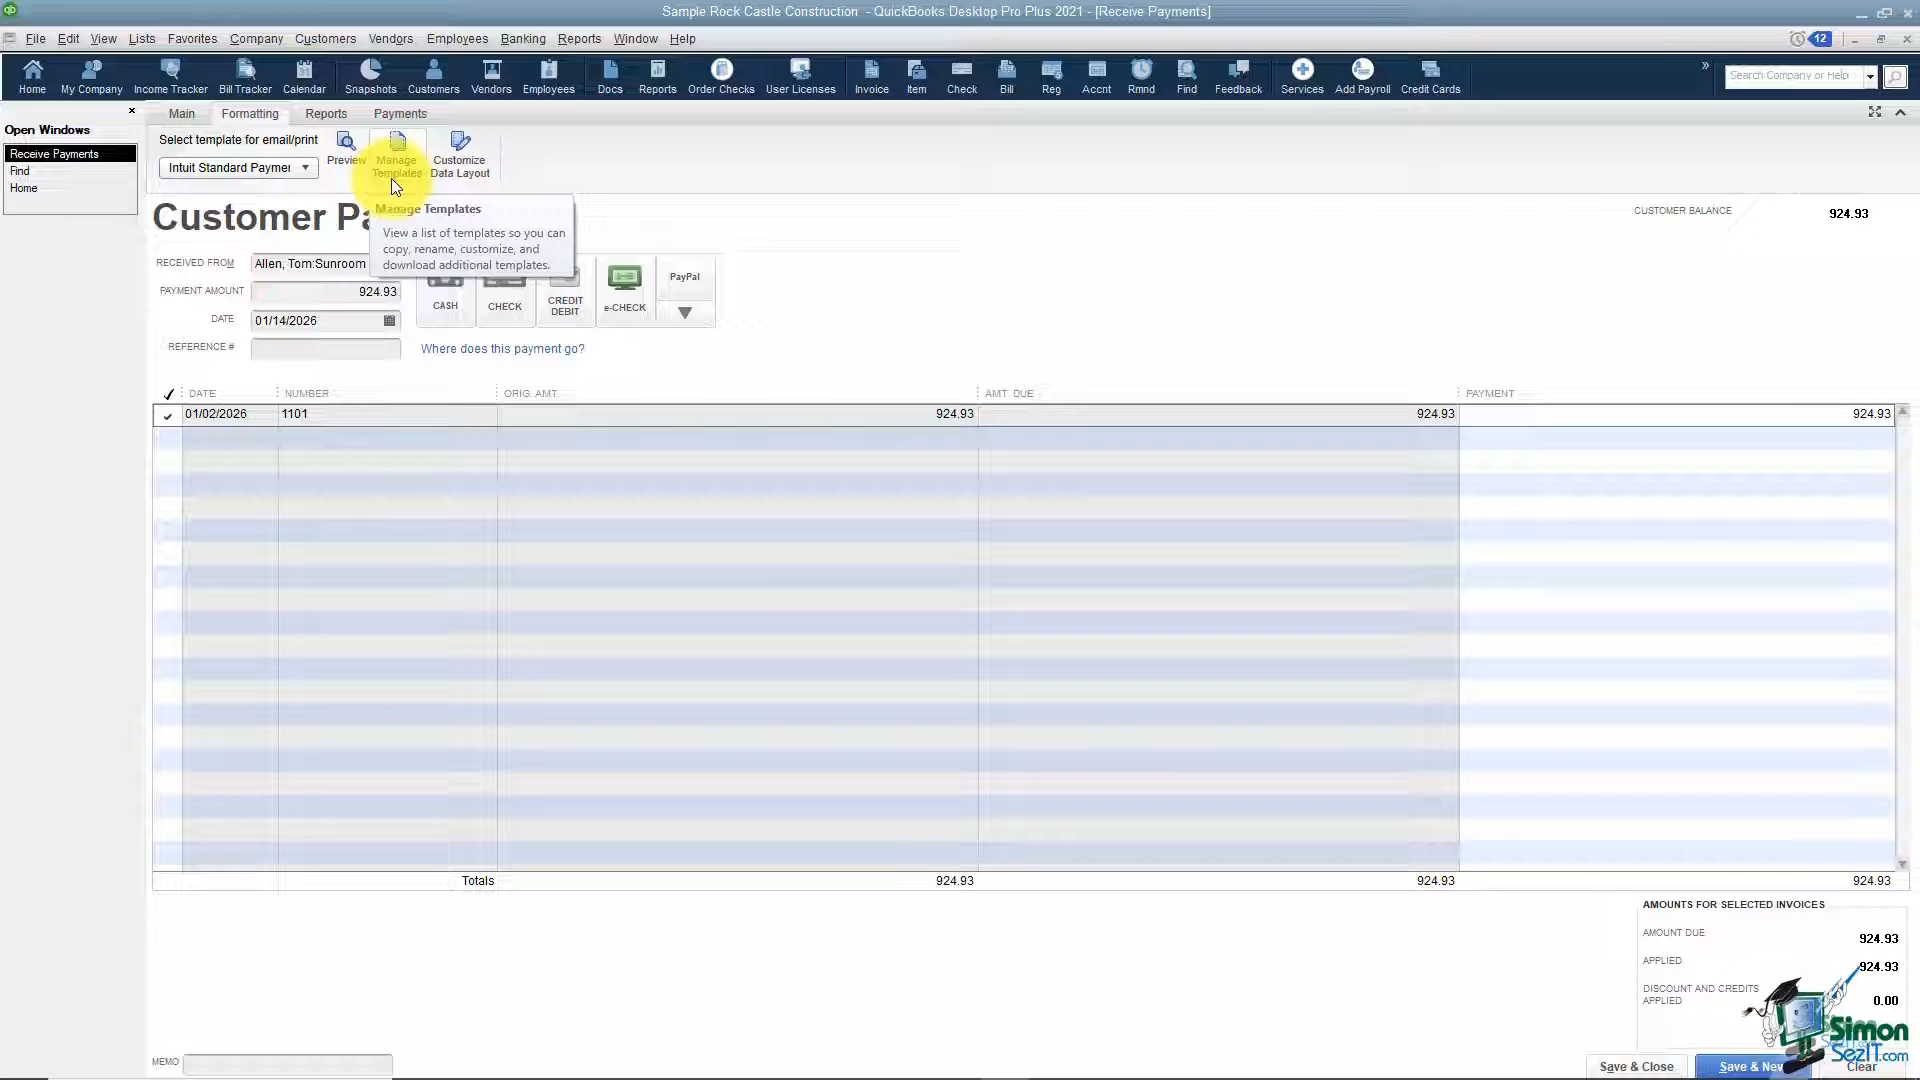 qb
Sample Rock Castle Construction - QuickBooks Desktop Pro Plus 2021 - [Receive Payments]
File Edit View Lists Favorites Company Customers Vendors Employees Banking Reports Window Help
12
Home My Company Income Tracker Bill Tracker Calendar Snapshots Customers Vendors Employees Docs Reports Order Checks User Licenses Invoice Item Check Bill Reg Accnt Rmnd Find Feedback Services Add Payroll Credit Cards
» Search Company or Help
Main Formatting Reports Payments
Open Windows
Receive Payments
Find
Home
Select template for email/print
Intuit Standard Paymer
Preview
Manage
Templates
Customize
Data Layout
Manage Templates
View a list of templates so you can
copy, rename, customize, and
download additional templates.
Customer Pa
CUSTOMER BALANCE 924.93
RECEIVED FROM Allen, Tom:Sunroom
PAYMENT AMOUNT 924.93
DATE 01/14/2026
REFERENCE #
CASH
CHECK
CREDIT
DEBIT
e-CHECK
PayPal
Where does this payment go?
DATE NUMBER ORIG. AMT. AMT. DUE PAYMENT
01/02/2026 1101 924.93 924.93 924.93
Totals 924.93 924.93 924.93
AMOUNTS FOR SELECTED INVOICES
AMOUNT DUE 924.93
APPLIED 924.93
DISCOUNT AND CREDITS
APPLIED 0.00
MEMO
Save & Close Save & New Clear
Simon
SezIT.com